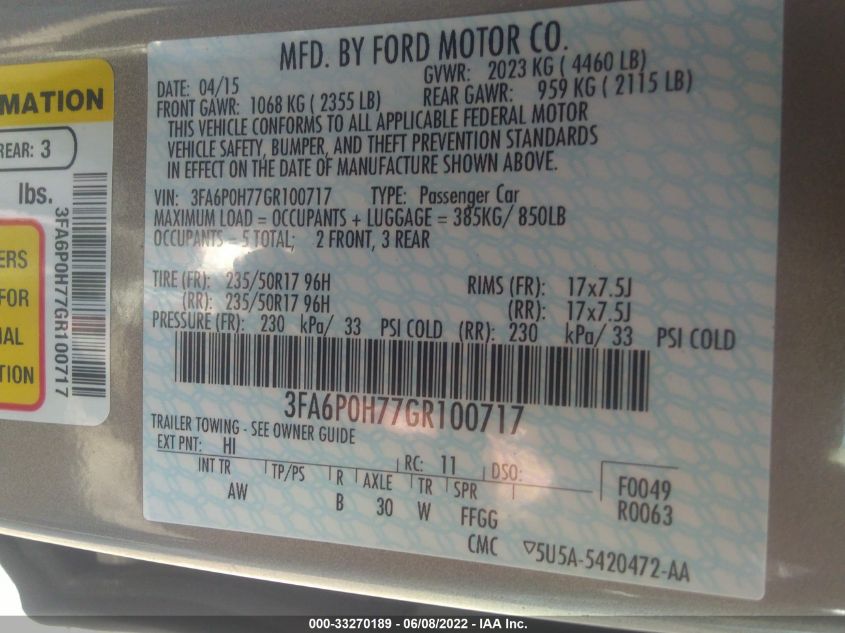 MFD. BY FORD MOTOR CO.
DATE: 04/15 GVWR: 2023 KG ( 4460 LB)
FRONT GAWR: 1068 KG ( 2355 LB) REAR GAWR: 959 KG ( 2115 LB)
THIS VEHICLE CONFORMS TO ALL APPLICABLE FEDERAL MOTOR
VEHICLE SAFETY, BUMPER, AND THEFT PREVENTION STANDARDS
IN EFFECT ON THE DATE OF MANUFACTURE SHOWN ABOVE.
VIN: 3FA6P0H77GR100717 TYPE: Passenger Car
MAXIMUM LOAD = OCCUPANTS + LUGGAGE = 385KG/ 850LB
OCCUPANTS = 5 TOTAL; 2 FRONT, 3 REAR
TIRE (FR): 235/50R17 96H RIMS (FR): 17x7.5J
(RR): 235/50R17 96H (RR): 17x7.5J
PRESSURE (FR): 230 kPa/ 33 PSI COLD (RR): 230 kPa/ 33 PSI COLD
3FA6P0H77GR100717
TRAILER TOWING - SEE OWNER GUIDE
EXT PNT: HI RC: 11 DSO:
INT TR TP/PS R AXLE TR SPR
AW B 30 W FFGG
F0049
R0063
CMC ▽5U5A-5420472-AA
RMATION
REAR: 3
lbs.
3FA6P0H77GR100717
ERS
FOR
AL
TION
000-33270189 - 06/08/2022 - IAA Inc.